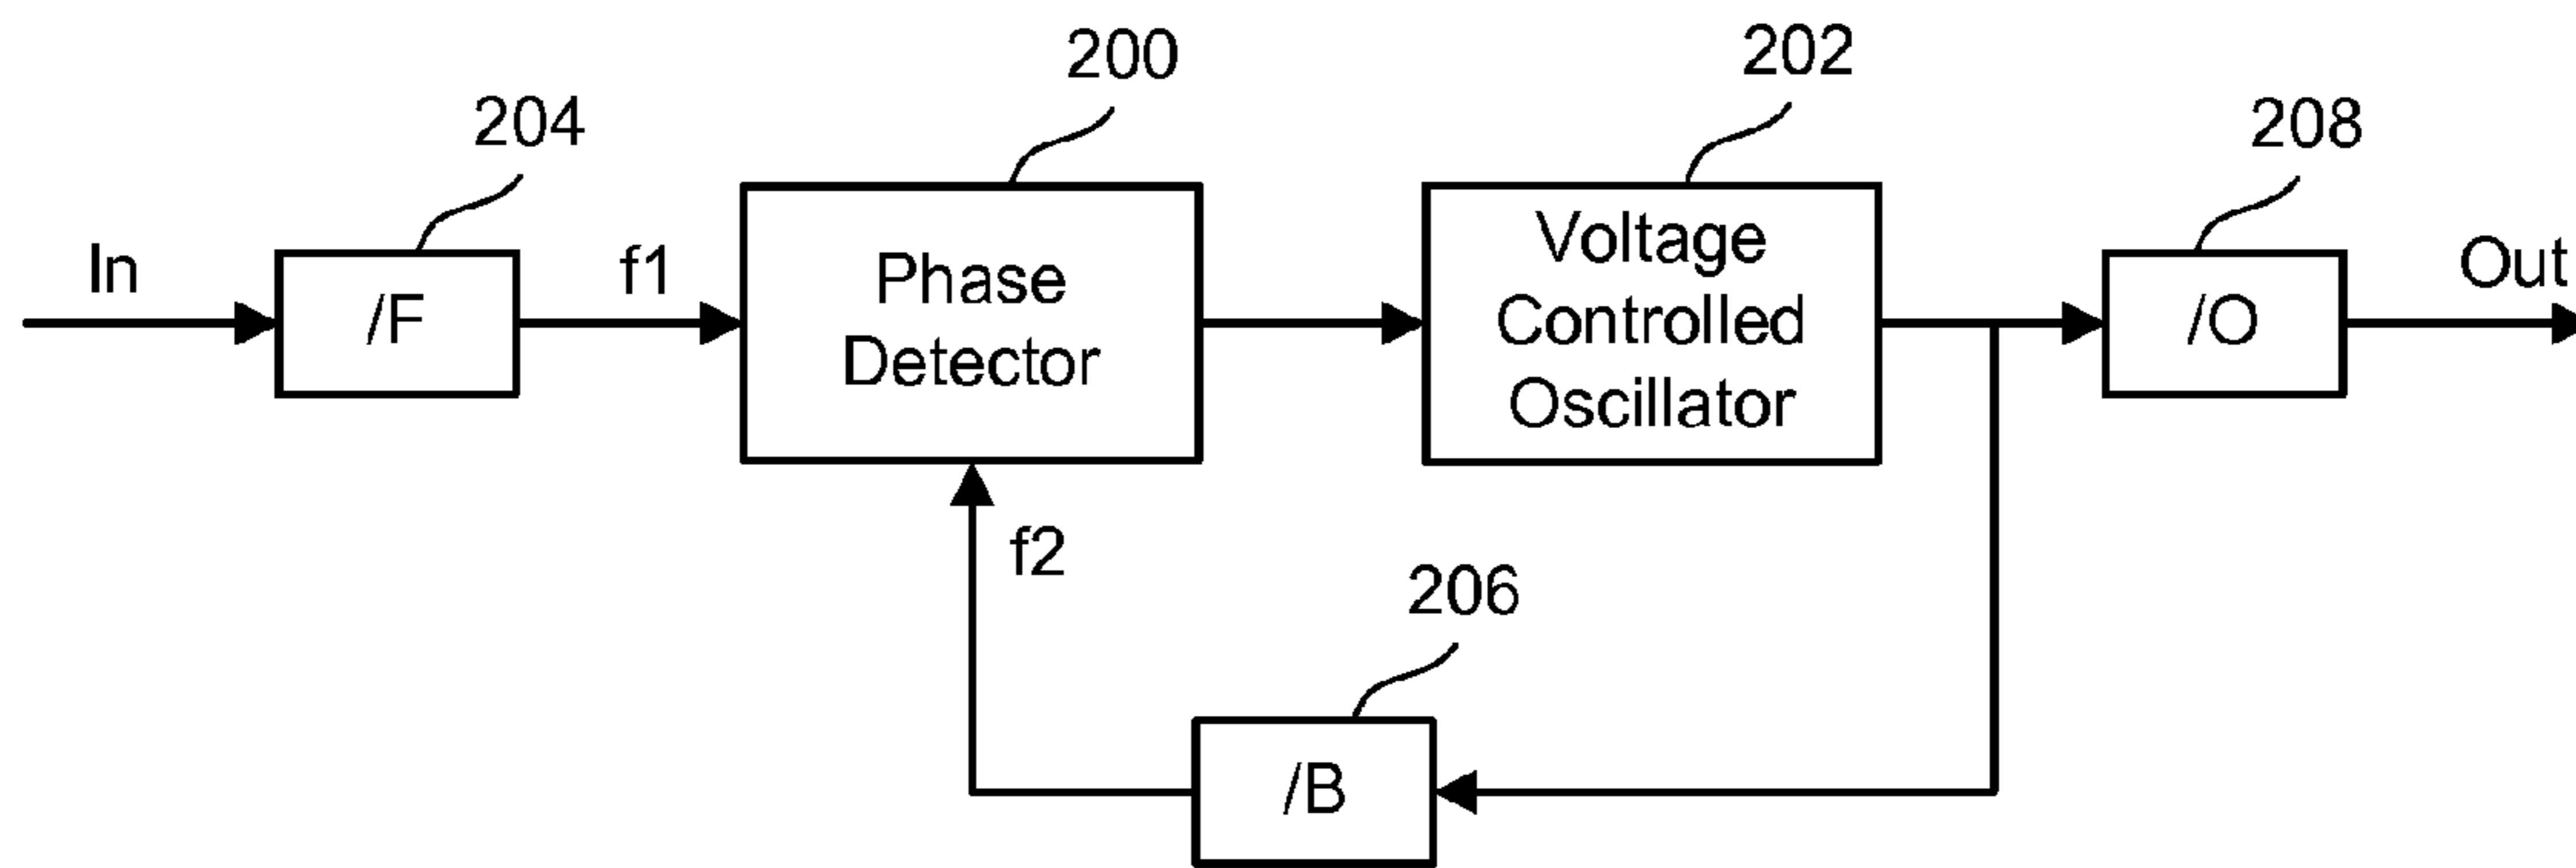 200
202
204
208
In
/F
f1
Phase
Detector
Voltage
Controlled
Oscillator
/O
Out
f2
206
/B